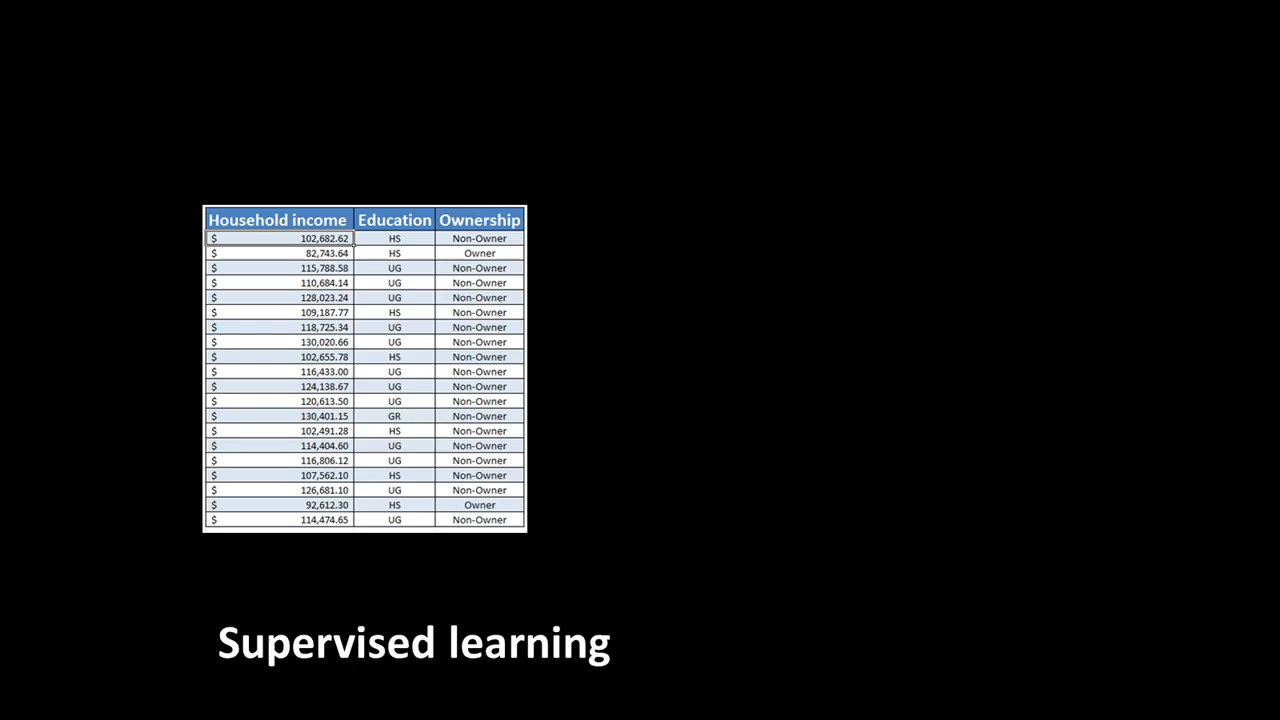 Household income Education Ownership
$ 102,682.62 HS Non-Owner
$ 82,743.64 HS Owner
$ 115,788.58 UG Non-Owner
$ 110,684.14 UG Non-Owner
$ 128,023.24 UG Non-Owner
$ 109,187.77 HS Non-Owner
$ 118,725.34 UG Non-Owner
$ 130,020.66 UG Non-Owner
$ 102,655.78 HS Non-Owner
$ 116,433.00 UG Non-Owner
$ 124,138.67 UG Non-Owner
$ 120,613.50 UG Non-Owner
$ 130,401.15 GR Non-Owner
$ 102,491.28 HS Non-Owner
$ 114,404.60 UG Non-Owner
$ 116,806.12 UG Non-Owner
$ 107,562.10 HS Non-Owner
$ 126,681.10 UG Non-Owner
$ 92,612.30 HS Owner
$ 114,474.65 UG Non-Owner
Supervised learning